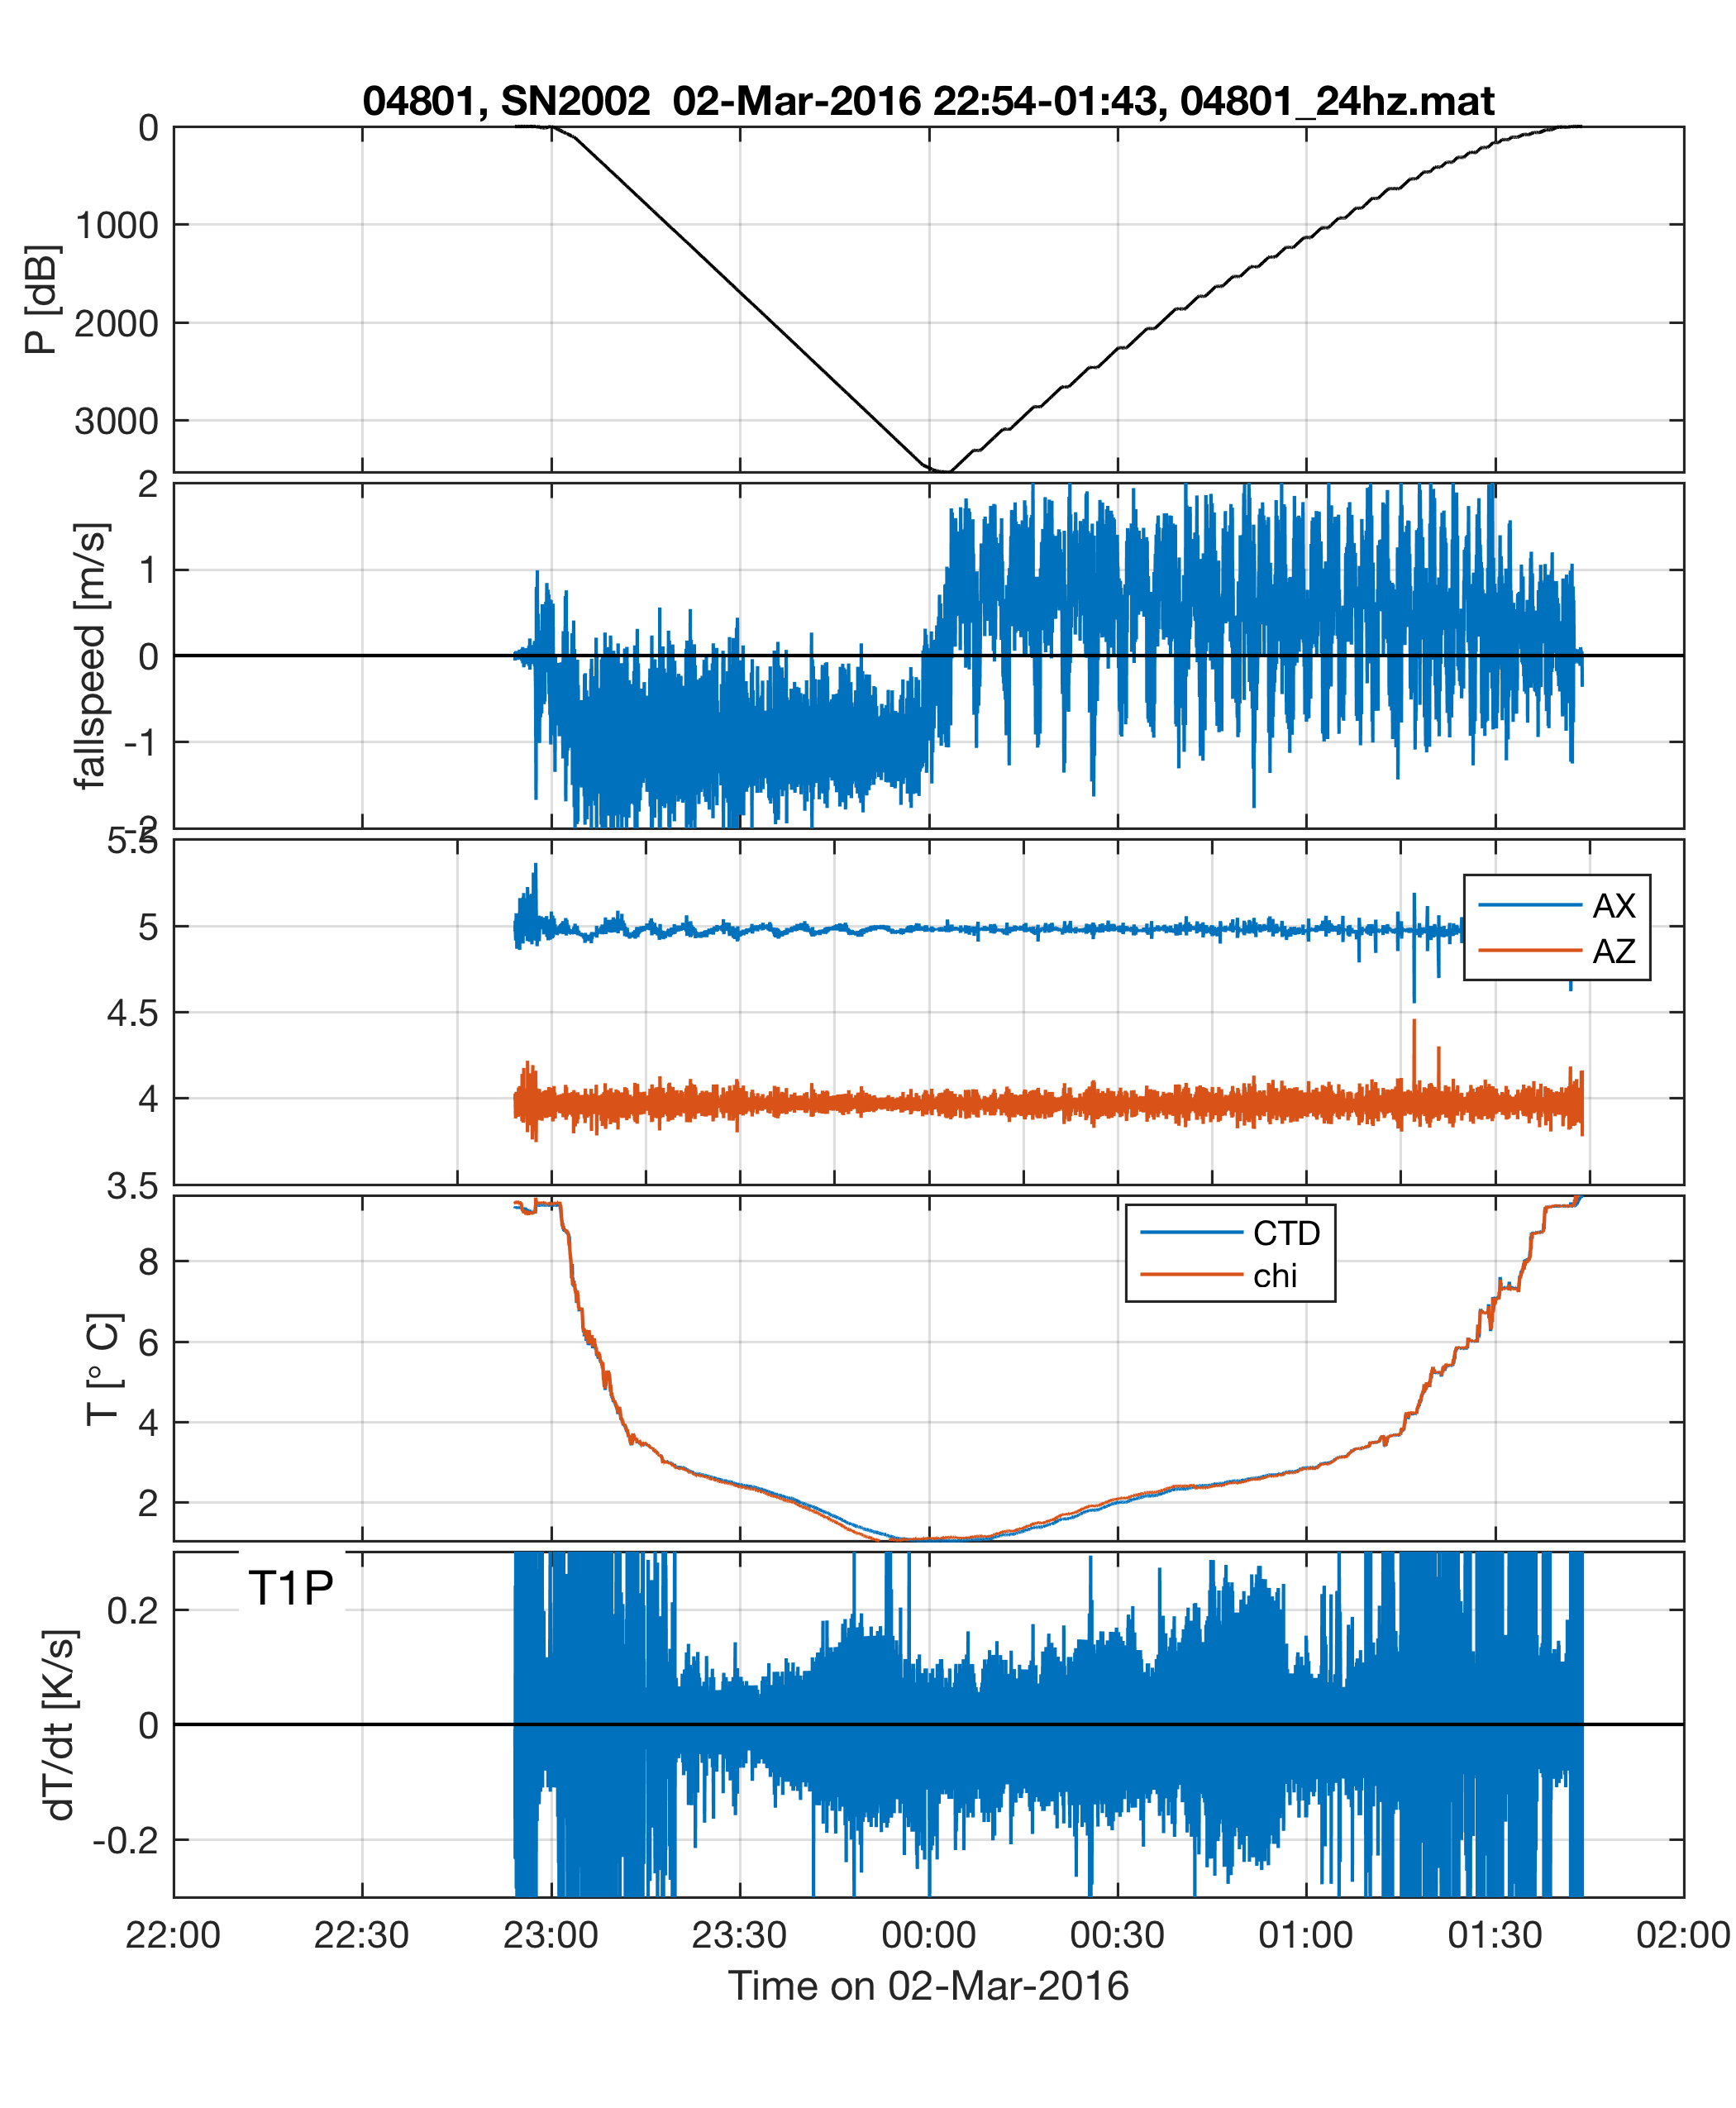 04801, SN2002  02-Mar-2016 22:54-01:43, 04801_24hz.mat
0
1000
2000
3000
P [dB]
2
1
0
-1
-2
fallspeed [m/s]
5.5
5
4.5
4
3.5
AX
AZ
8
6
4
2
T [° C]
CTD
chi
T1P
0.2
0
-0.2
dT/dt [K/s]
22:00 22:30 23:00 23:30 00:00 00:30 01:00 01:30 02:00
Time on 02-Mar-2016